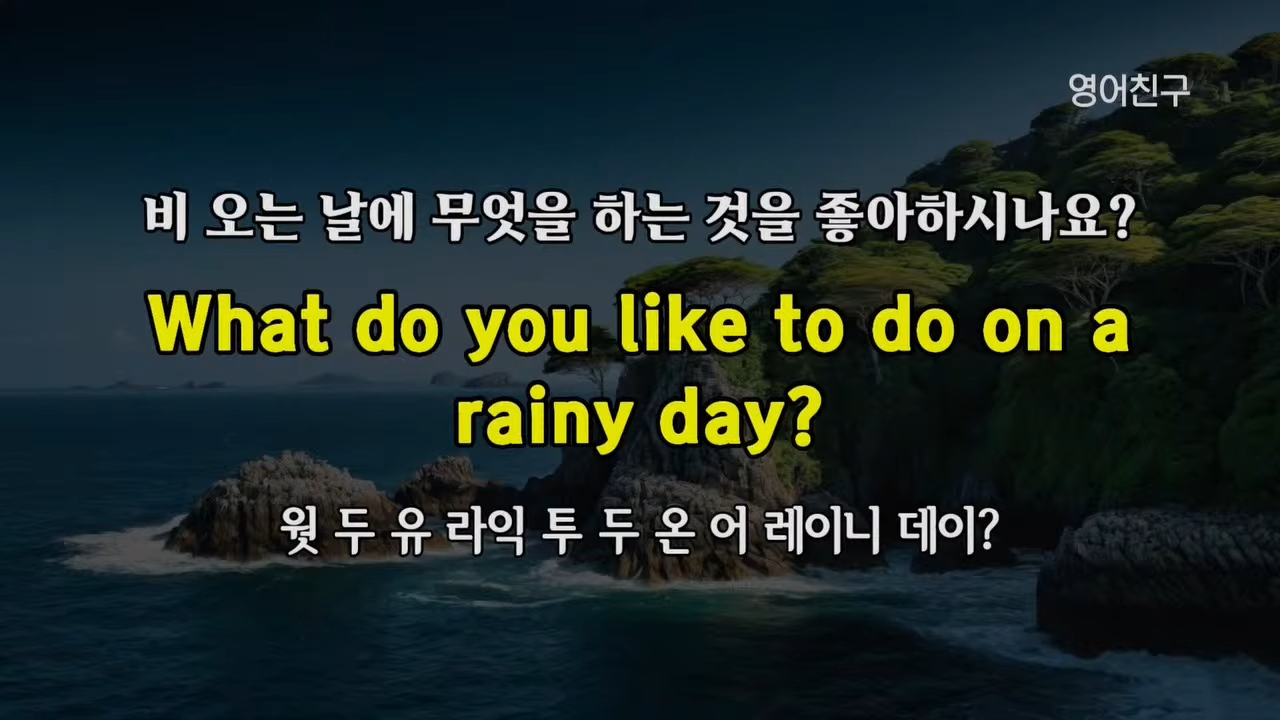 영어친구
비 오는 날에 무엇을 하는 것을 좋아하시나요?
What do you like to do on a
rainy day?
웟 두 유 라익 투 두 온 어 레이니 데이?